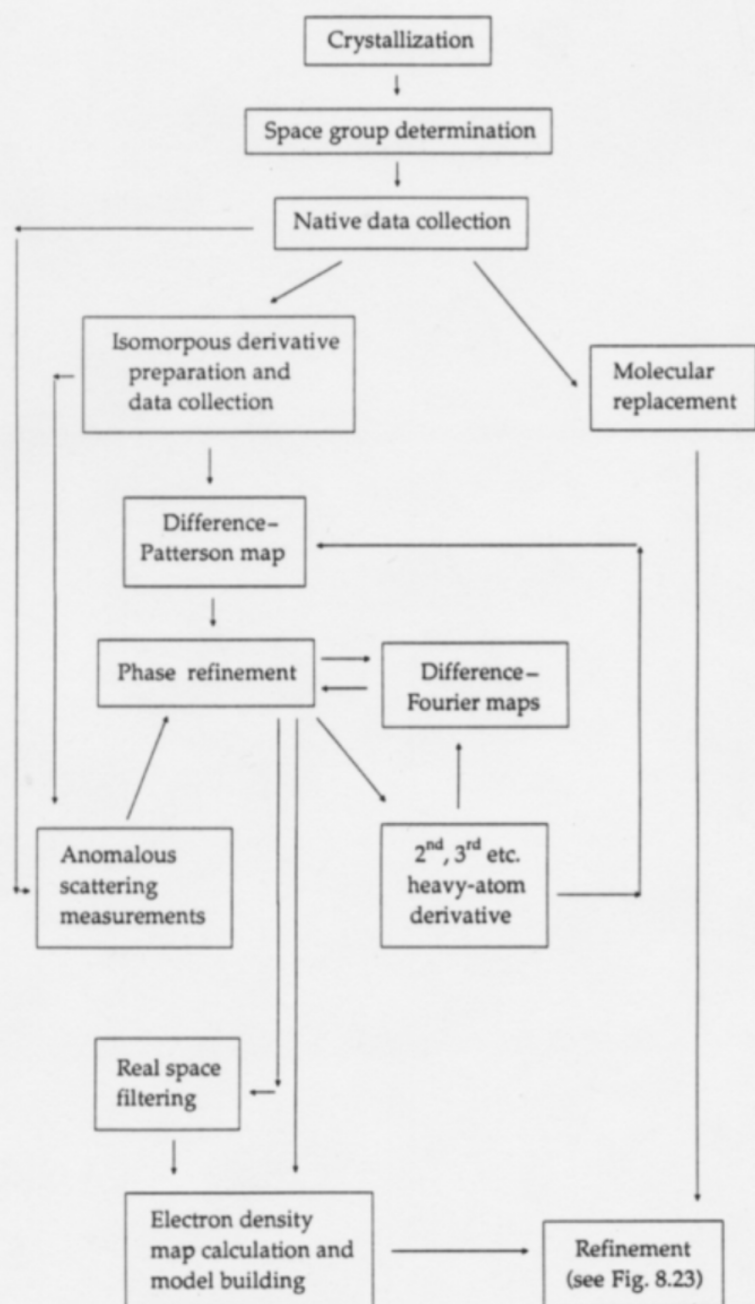 Crystallization
Space group determination
Native data collection
Isomorpous derivative
preparation and
data collection
Molecular
replacement
Difference–
Patterson map
Phase refinement
Difference–
Fourier maps
Anomalous
scattering
measurements
2nd, 3rd etc.
heavy-atom
derivative
Real space
filtering
Electron density
map calculation and
model building
Refinement
(see Fig. 8.23)